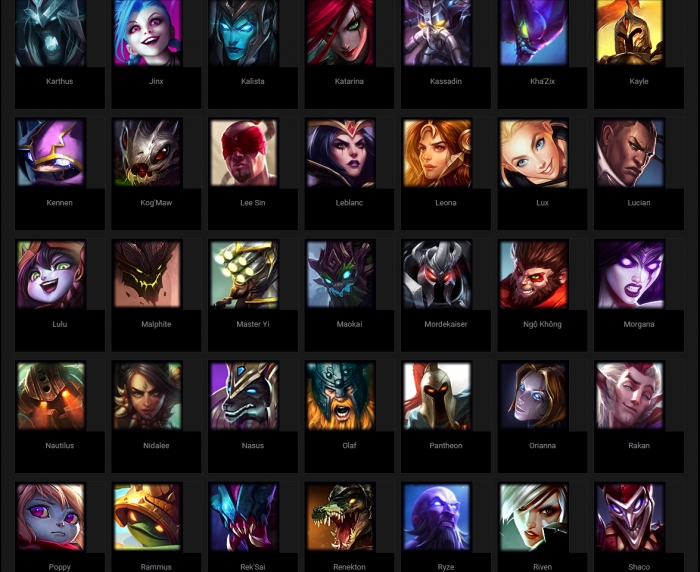 Karthus
Jinx
Kalista
Katarina
Kassadin
Kha'Zix
Kayle
Kennen
Kog'Maw
Lee Sin
Leblanc
Leona
Lux
Lucian
Lulu
Malphite
Master Yi
Maokai
Mordekaiser
Ngộ Không
Morgana
Nautilus
Nidalee
Nasus
Olaf
Pantheon
Orianna
Rakan
Poppy
Rammus
Rek'Sai
Renekton
Ryze
Riven
Shaco